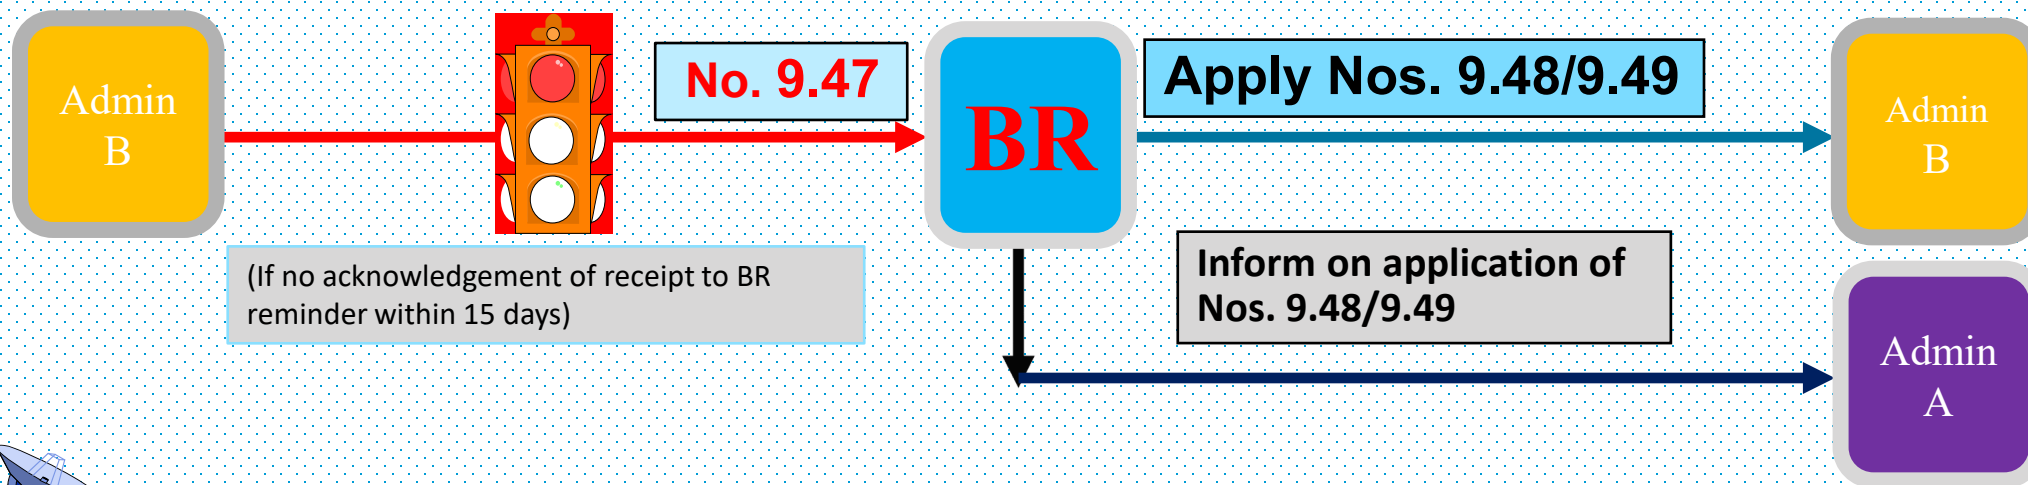 Admin
B
No. 9.47
BR
Apply Nos. 9.48/9.49
Admin
B
(If no acknowledgement of receipt to BR
reminder within 15 days)
Inform on application of
Nos. 9.48/9.49
Admin
A